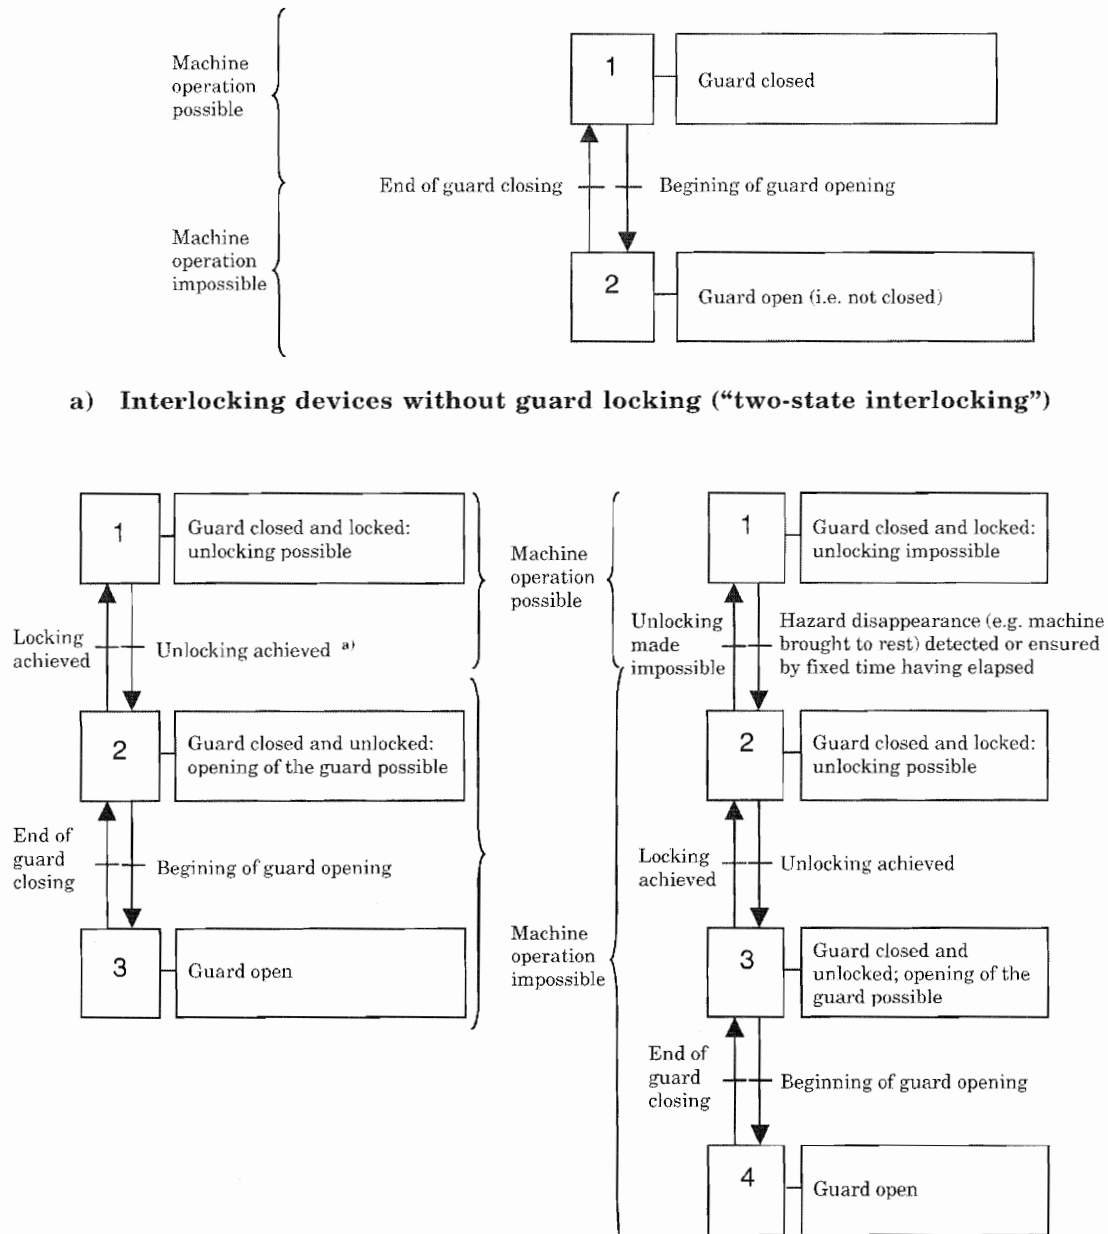 Machine
operation
possible
1
Guard closed
End of guard closing
Begining of guard opening
Machine
operation
impossible
2
Guard open (i.e. not closed)
a) Interlocking devices without guard locking (“two-state interlocking”)
1
Guard closed and locked:
unlocking possible
Locking
achieved
Unlocking achieved a)
2
Guard closed and unlocked:
opening of the guard possible
End of
guard
closing
Begining of guard opening
3
Guard open
Machine
operation
possible
Machine
operation
impossible
1
Guard closed and locked:
unlocking impossible
Unlocking
made
impossible
Hazard disappearance (e.g. machine
brought to rest) detected or ensured
by fixed time having elapsed
2
Guard closed and locked:
unlocking possible
Locking
achieved
Unlocking achieved
3
Guard closed and
unlocked; opening of the
guard possible
End of
guard
closing
Beginning of guard opening
4
Guard open